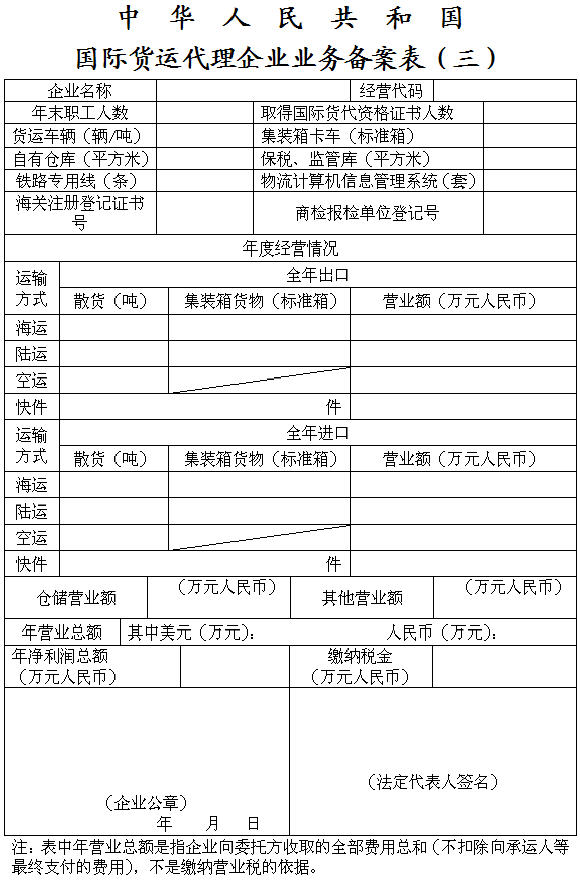 中华人民共和国
国际货运代理企业业务备案表（三）
企业名称 经营代码
年末职工人数 取得国际货代资格证书人数
货运车辆（辆/吨） 集装箱卡车（标准箱）
自有仓库（平方米） 保税、监管库（平方米）
铁路专用线（条） 物流计算机信息管理系统（套）
海关注册登记证书号 商检报检单位登记号
年度经营情况
运输方式 全年出口
散货（吨） 集装箱货物（标准箱） 营业额（万元人民币）
海运
陆运
空运
快件 件
运输方式 全年进口
散货（吨） 集装箱货物（标准箱） 营业额（万元人民币）
海运
陆运
空运
快件 件
仓储营业额 （万元人民币） 其他营业额 （万元人民币）
年营业总额 其中美元（万元）： 人民币（万元）：
年净利润总额 缴纳税金
（万元人民币） （万元人民币）
（法定代表人签名）
（企业公章）
年 月 日
注：表中年营业总额是指企业向委托方收取的全部费用总和（不扣除向承运人等
最终支付的费用），不是缴纳营业税的依据。